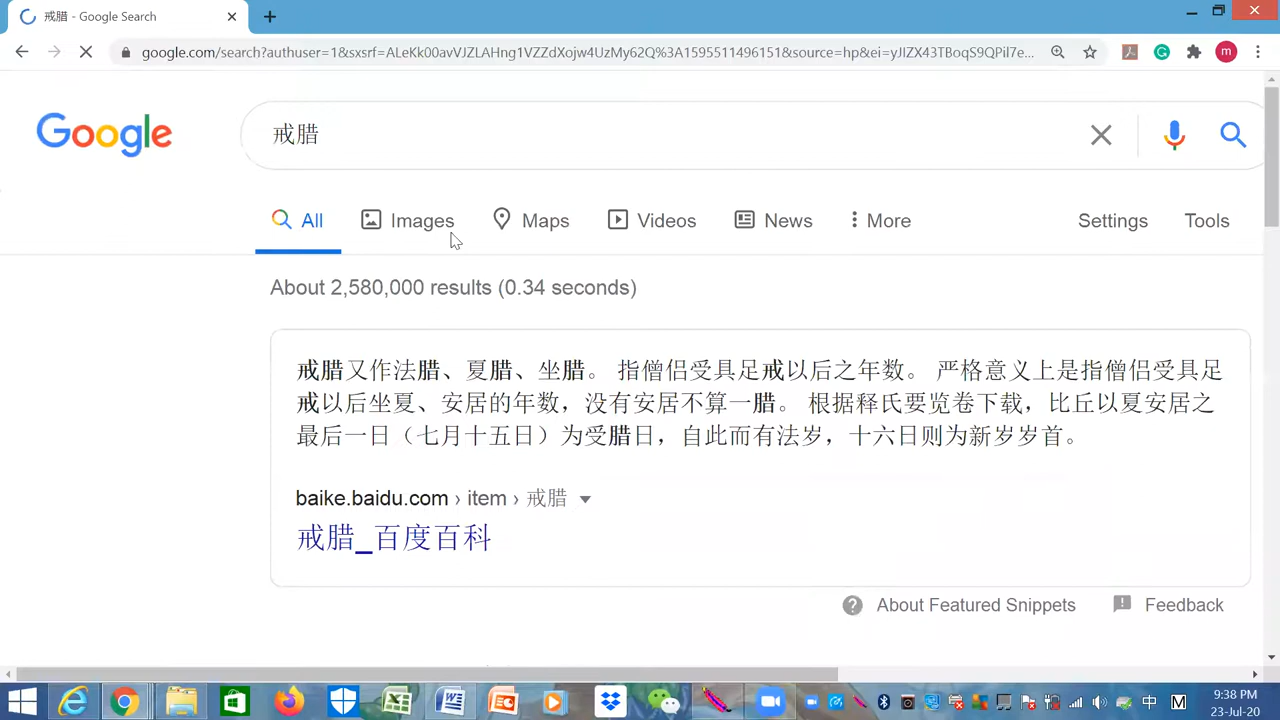 戒腊 - Google Search
google.com/search?authuser=1&sxsrf=ALeKk00avVJZLAHng1VZZdXojw4UzMy62Q%3A1595511496151&source=hp&ei=yJIZX43TBoqS9QPil7e...
Google
戒腊
All Images Maps Videos News More Settings Tools
About 2,580,000 results (0.34 seconds)
戒腊又作法腊、夏腊、坐腊。 指僧侣受具足戒以后之年数。 严格意义上是指僧侣受具足
戒以后坐夏、安居的年数，没有安居不算一腊。 根据释氏要览卷下载，比丘以夏安居之
最后一日（七月十五日）为受腊日，自此而有法岁，十六日则为新岁岁首。
baike.baidu.com › item › 戒腊
戒腊_百度百科
About Featured Snippets Feedback
中 M
9:38 PM
23-Jul-20